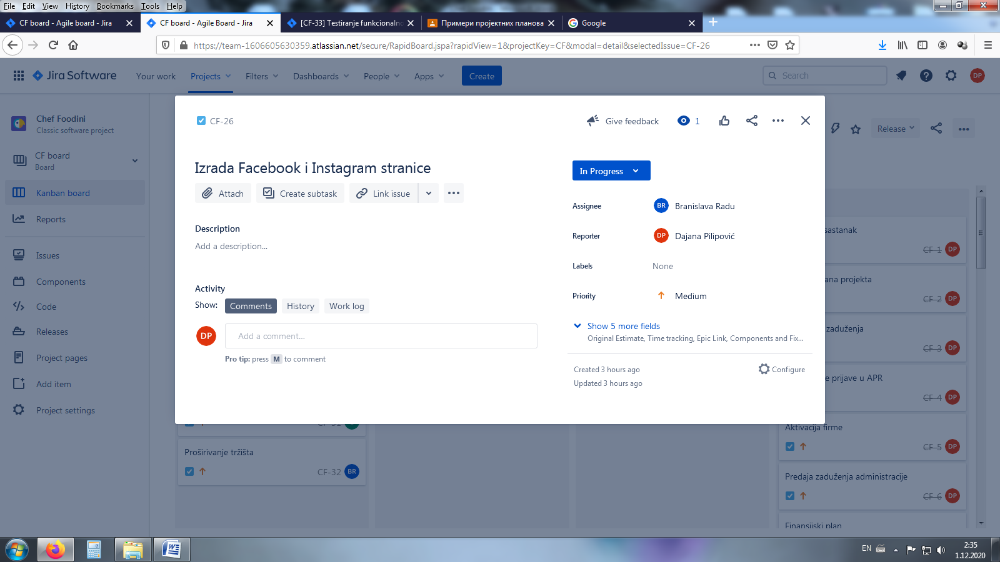 File Edit View History Bookmarks Tools Help
CF board - Agile board - Jira
CF board - Agile Board - Jira
[CF-33] Testiranje funkcionalno
Примери пројектних планова
Google
https://team-1606605630359.atlassian.net/secure/RapidBoard.jspa?rapidView=1&projectKey=CF&modal=detail&selectedIssue=CF-26
Jira Software
Your work
Projects
Filters
Dashboards
People
Apps
Create
Search
DP
Chef Foodini
Classic software project
CF board
Board
Kanban board
Reports
Issues
Components
Code
Releases
Project pages
Add item
Project settings
Release
CF-26
Give feedback
1
Izrada Facebook i Instagram stranice
Attach
Create subtask
Link issue
Description
Add a description...
Activity
Show:
Comments
History
Work log
DP
Add a comment...
Pro tip: press M to comment
In Progress
Assignee
BR Branislava Radu
Reporter
DP Dajana Pilipović
Labels
None
Priority
Medium
Show 5 more fields
Original Estimate, Time tracking, Epic Link, Components and Fix...
Created 3 hours ago
Updated 3 hours ago
Configure
Proširivanje tržišta
CF-32 BR
sastanak
CF-1 DP
ana projekta
CF-2 DP
zaduženja
CF-3 DP
e prijave u APR
CF-4 DP
Aktivacija firme
CF-5 DP
Predaja zaduženja administracije
CF-6 DP
Finansijski plan
EN
2:35
1.12.2020